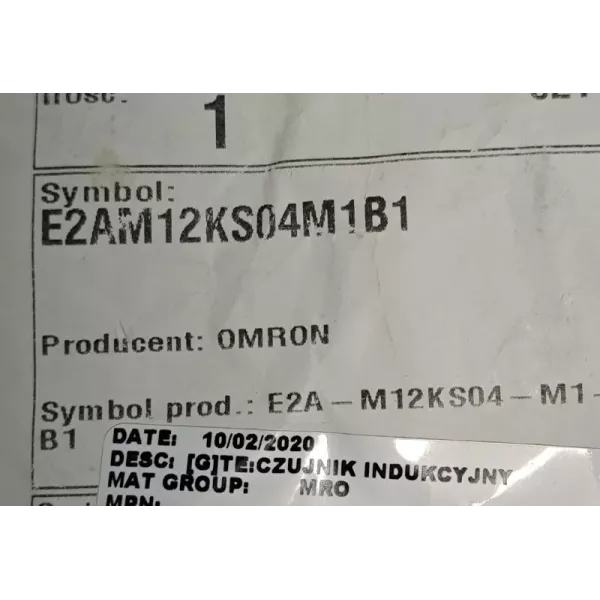 1
Symbol:
E2AM12KS04M1B1
Producent: OMRON
Symbol prod.: E2A – M12KS04 – M1 -
B1
DATE: 10/02/2020
DESC: [G]TE:CZUJNIK INDUKCYJNY
MAT GROUP: MRO
MPN: